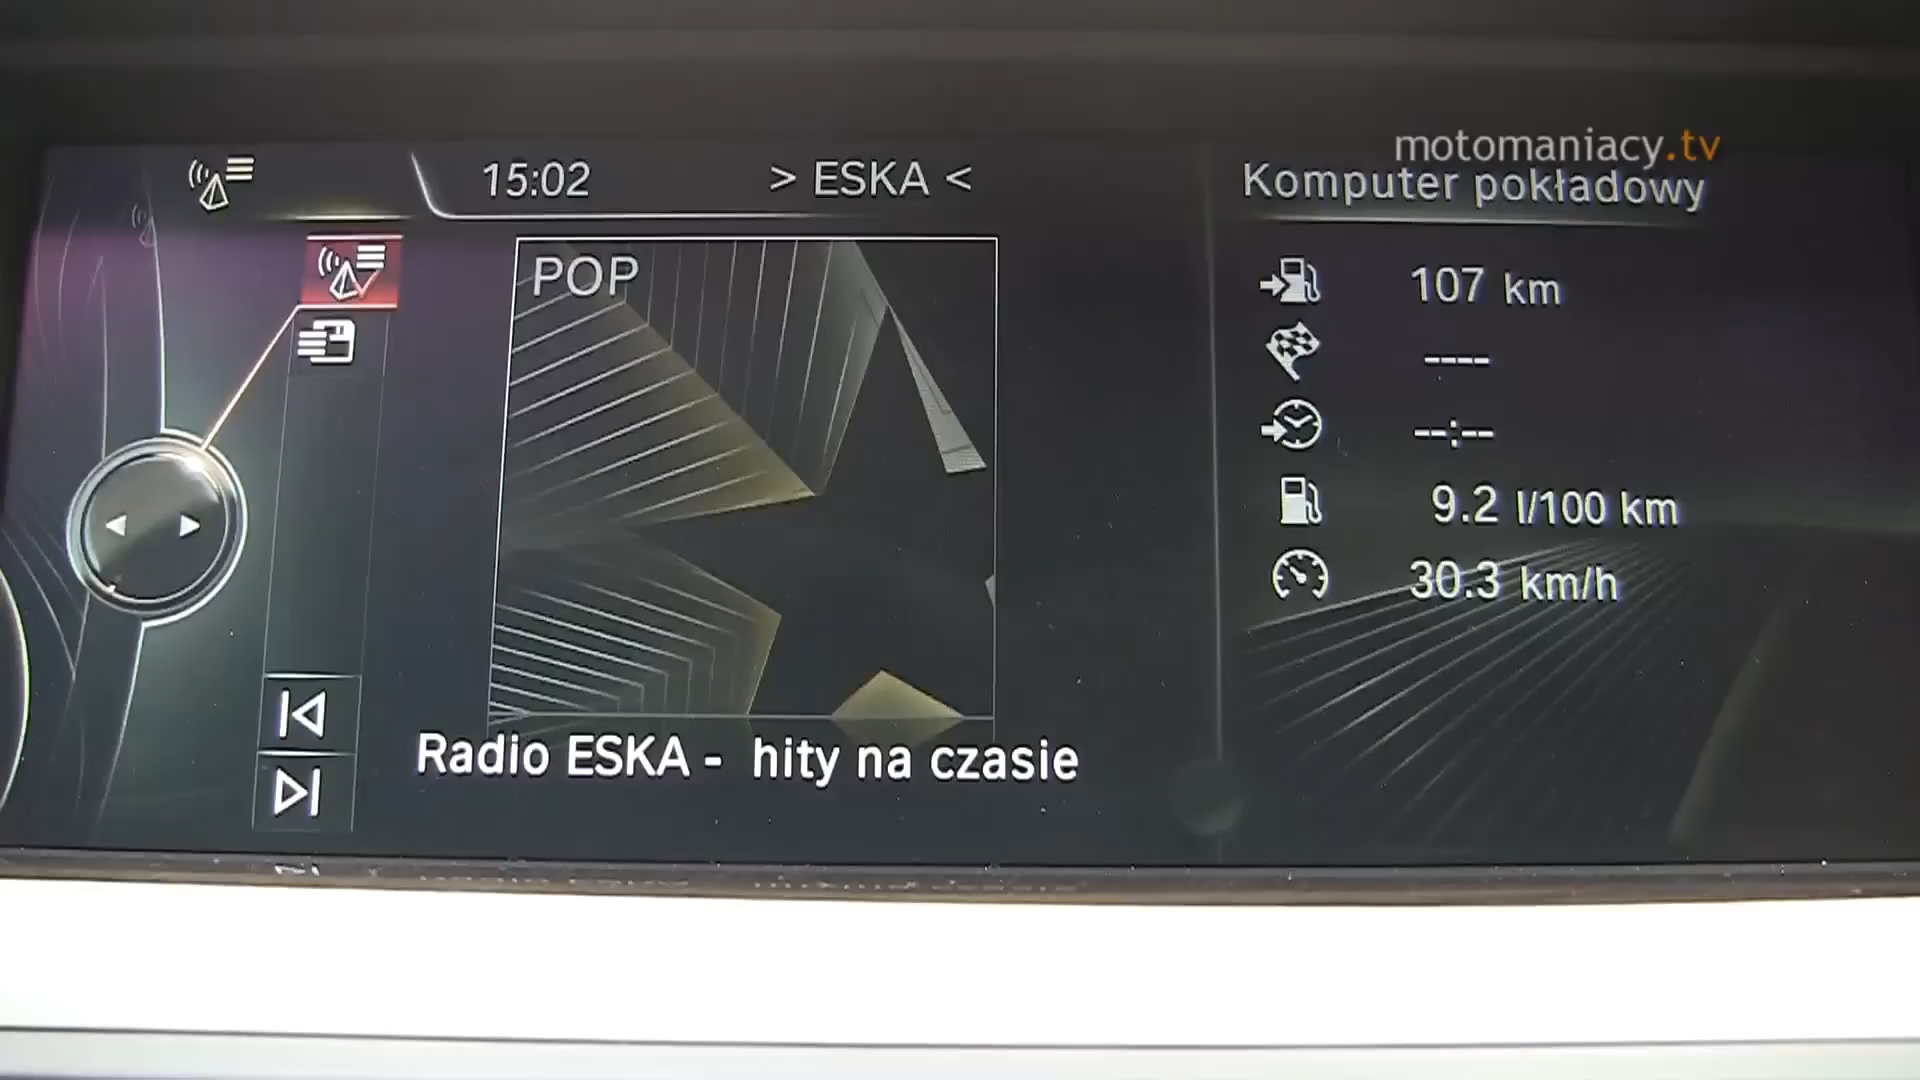 motomaniacy.tv
15:02
> ESKA <
POP
Radio ESKA - hity na czasie
Komputer pokładowy
107 km
----
--:--
9.2 l/100 km
30.3 km/h